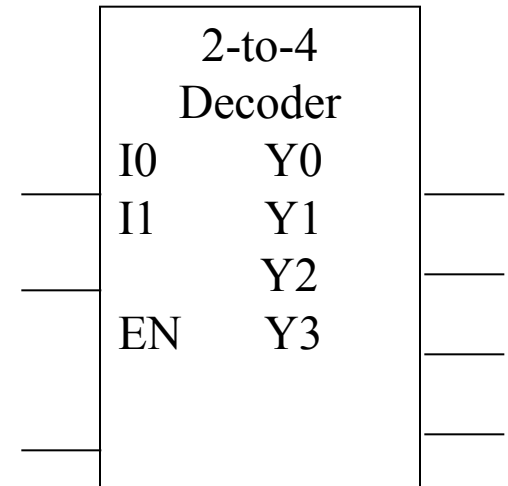 2-to-4
Decoder
I0 Y0
I1 Y1
Y2
EN Y3